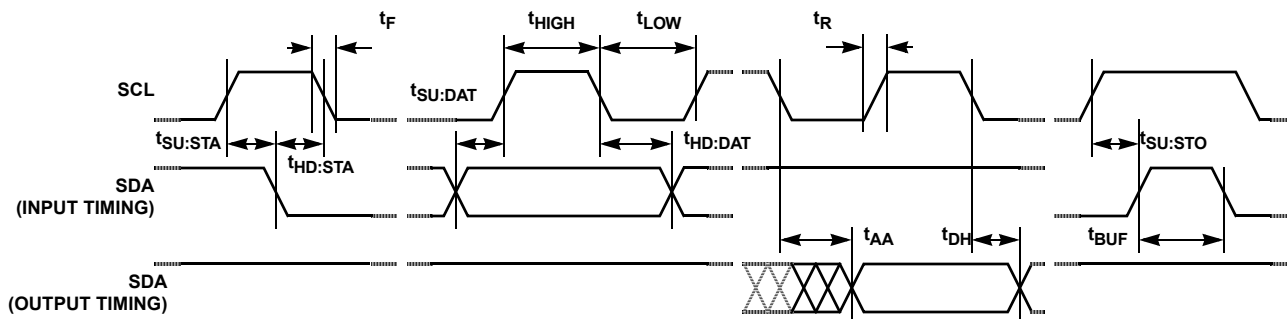 tF
tHIGH
tLOW
tR
SCL
tSU:DAT
tSU:STA
tHD:STA
tHD:DAT
tSU:STO
SDA
(INPUT TIMING)
tAA
tDH
tBUF
SDA
(OUTPUT TIMING)